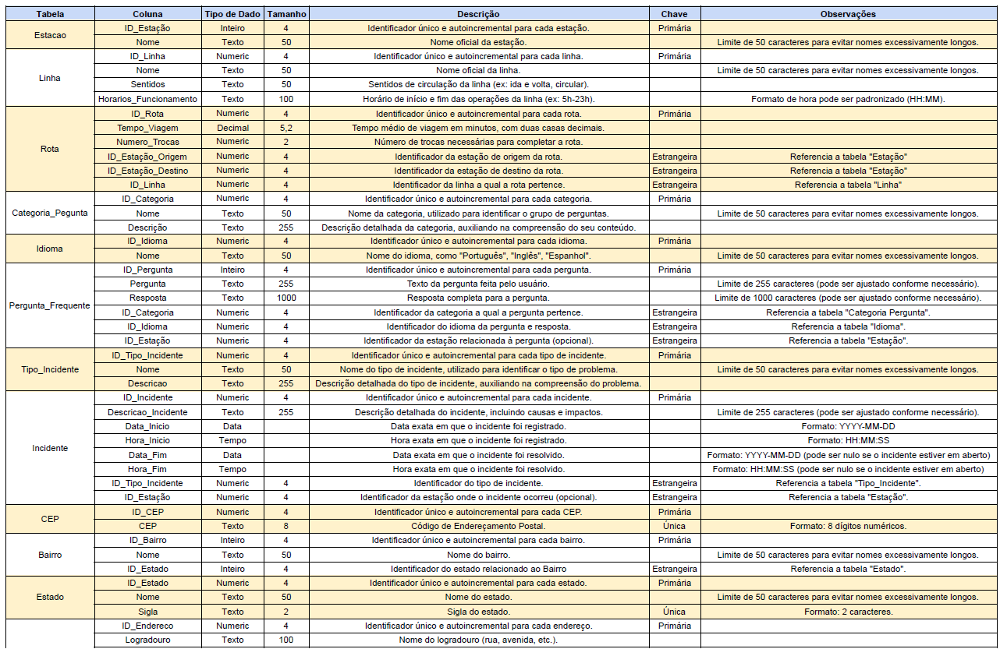 Tabela Coluna Tipo de Dado Tamanho Descrição Chave Observações
Estacao ID_Estação Inteiro 4 Identificador único e autoincremental para cada estação. Primária
Nome Texto 50 Nome oficial da estação. Limite de 50 caracteres para evitar nomes excessivamente longos.
Linha ID_Linha Numeric 4 Identificador único e autoincremental para cada linha. Primária
Nome Texto 50 Nome oficial da linha. Limite de 50 caracteres para evitar nomes excessivamente longos.
Sentidos Texto 50 Sentidos de circulação da linha (ex: ida e volta, circular).
Horarios_Funcionamento Texto 100 Horário de início e fim das operações da linha (ex: 5h-23h). Formato de hora pode ser padronizado (HH:MM).
Rota ID_Rota Numeric 4 Identificador único e autoincremental para cada rota. Primária
Tempo_Viagem Decimal 5,2 Tempo médio de viagem em minutos, com duas casas decimais.
Numero_Trocas Numeric 2 Número de trocas necessárias para completar a rota.
ID_Estação_Origem Numeric 4 Identificador da estação de origem da rota. Estrangeira Referencia a tabela "Estação"
ID_Estação_Destino Numeric 4 Identificador da estação de destino da rota. Estrangeira Referencia a tabela "Estação"
ID_Linha Numeric 4 Identificador da linha a qual a rota pertence. Estrangeira Referencia a tabela "Linha"
Categoria_Pegunta ID_Categoria Numeric 4 Identificador único e autoincremental para cada categoria. Primária
Nome Texto 50 Nome da categoria, utilizado para identificar o grupo de perguntas. Limite de 50 caracteres para evitar nomes excessivamente longos.
Descrição Texto 255 Descrição detalhada da categoria, auxiliando na compreensão do seu conteúdo.
Idioma ID_Idioma Numeric 4 Identificador único e autoincremental para cada idioma. Primária
Nome Texto 50 Nome do idioma, como "Português", "Inglês", "Espanhol". Limite de 50 caracteres para evitar nomes excessivamente longos.
Pergunta_Frequente ID_Pergunta Inteiro 4 Identificador único e autoincremental para cada pergunta. Primária
Pergunta Texto 255 Texto da pergunta feita pelo usuário. Limite de 255 caracteres (pode ser ajustado conforme necessário).
Resposta Texto 1000 Resposta completa para a pergunta. Limite de 1000 caracteres (pode ser ajustado conforme necessário).
ID_Categoria Numeric 4 Identificador da categoria a qual a pergunta pertence. Estrangeira Referencia a tabela "Categoria Pergunta".
ID_Idioma Numeric 4 Identificador do idioma da pergunta e resposta. Estrangeira Referencia a tabela "Idioma".
ID_Estação Numeric 4 Identificador da estação relacionada à pergunta (opcional). Estrangeira Referencia a tabela "Estação".
Tipo_Incidente ID_Tipo_Incidente Numeric 4 Identificador único e autoincremental para cada tipo de incidente. Primária
Nome Texto 50 Nome do tipo de incidente, utilizado para identificar o tipo de problema. Limite de 50 caracteres para evitar nomes excessivamente longos.
Descricao Texto 255 Descrição detalhada do tipo de incidente, auxiliando na compreensão do problema.
Incidente ID_Incidente Numeric 4 Identificador único e autoincremental para cada incidente. Primária
Descricao_Incidente Texto 255 Descrição detalhada do incidente, incluindo causas e impactos. Limite de 255 caracteres (pode ser ajustado conforme necessário).
Data_Inicio Data Data exata em que o incidente foi registrado. Formato: YYYY-MM-DD
Hora_Inicio Tempo Hora exata em que o incidente foi registrado. Formato: HH:MM:SS
Data_Fim Data Data exata em que o incidente foi resolvido. Formato: YYYY-MM-DD (pode ser nulo se o incidente estiver em aberto)
Hora_Fim Tempo Hora exata em que o incidente foi resolvido. Formato: HH:MM:SS (pode ser nulo se o incidente estiver em aberto)
ID_Tipo_Incidente Numeric 4 Identificador do tipo de incidente. Estrangeira Referencia a tabela "Tipo_Incidente".
ID_Estação Numeric 4 Identificador da estação onde o incidente ocorreu (opcional). Estrangeira Referencia a tabela "Estação".
CEP ID_CEP Numeric 4 Identificador único e autoincremental para cada CEP. Primária
CEP Texto 8 Código de Endereçamento Postal. Única Formato: 8 dígitos numéricos.
Bairro ID_Bairro Inteiro 4 Identificador único e autoincremental para cada bairro. Primária
Nome Texto 50 Nome do bairro. Limite de 50 caracteres para evitar nomes excessivamente longos.
ID_Estado Inteiro 4 Identificador do estado relacionado ao Bairro Estrangeira Referencia a tabela "Estado".
Estado ID_Estado Numeric 4 Identificador único e autoincremental para cada estado. Primária
Nome Texto 50 Nome do estado. Limite de 50 caracteres para evitar nomes excessivamente longos.
Sigla Texto 2 Sigla do estado. Única Formato: 2 caracteres.
ID_Endereco Numeric 4 Identificador único e autoincremental para cada endereço. Primária
Logradouro Texto 100 Nome do logradouro (rua, avenida, etc.).